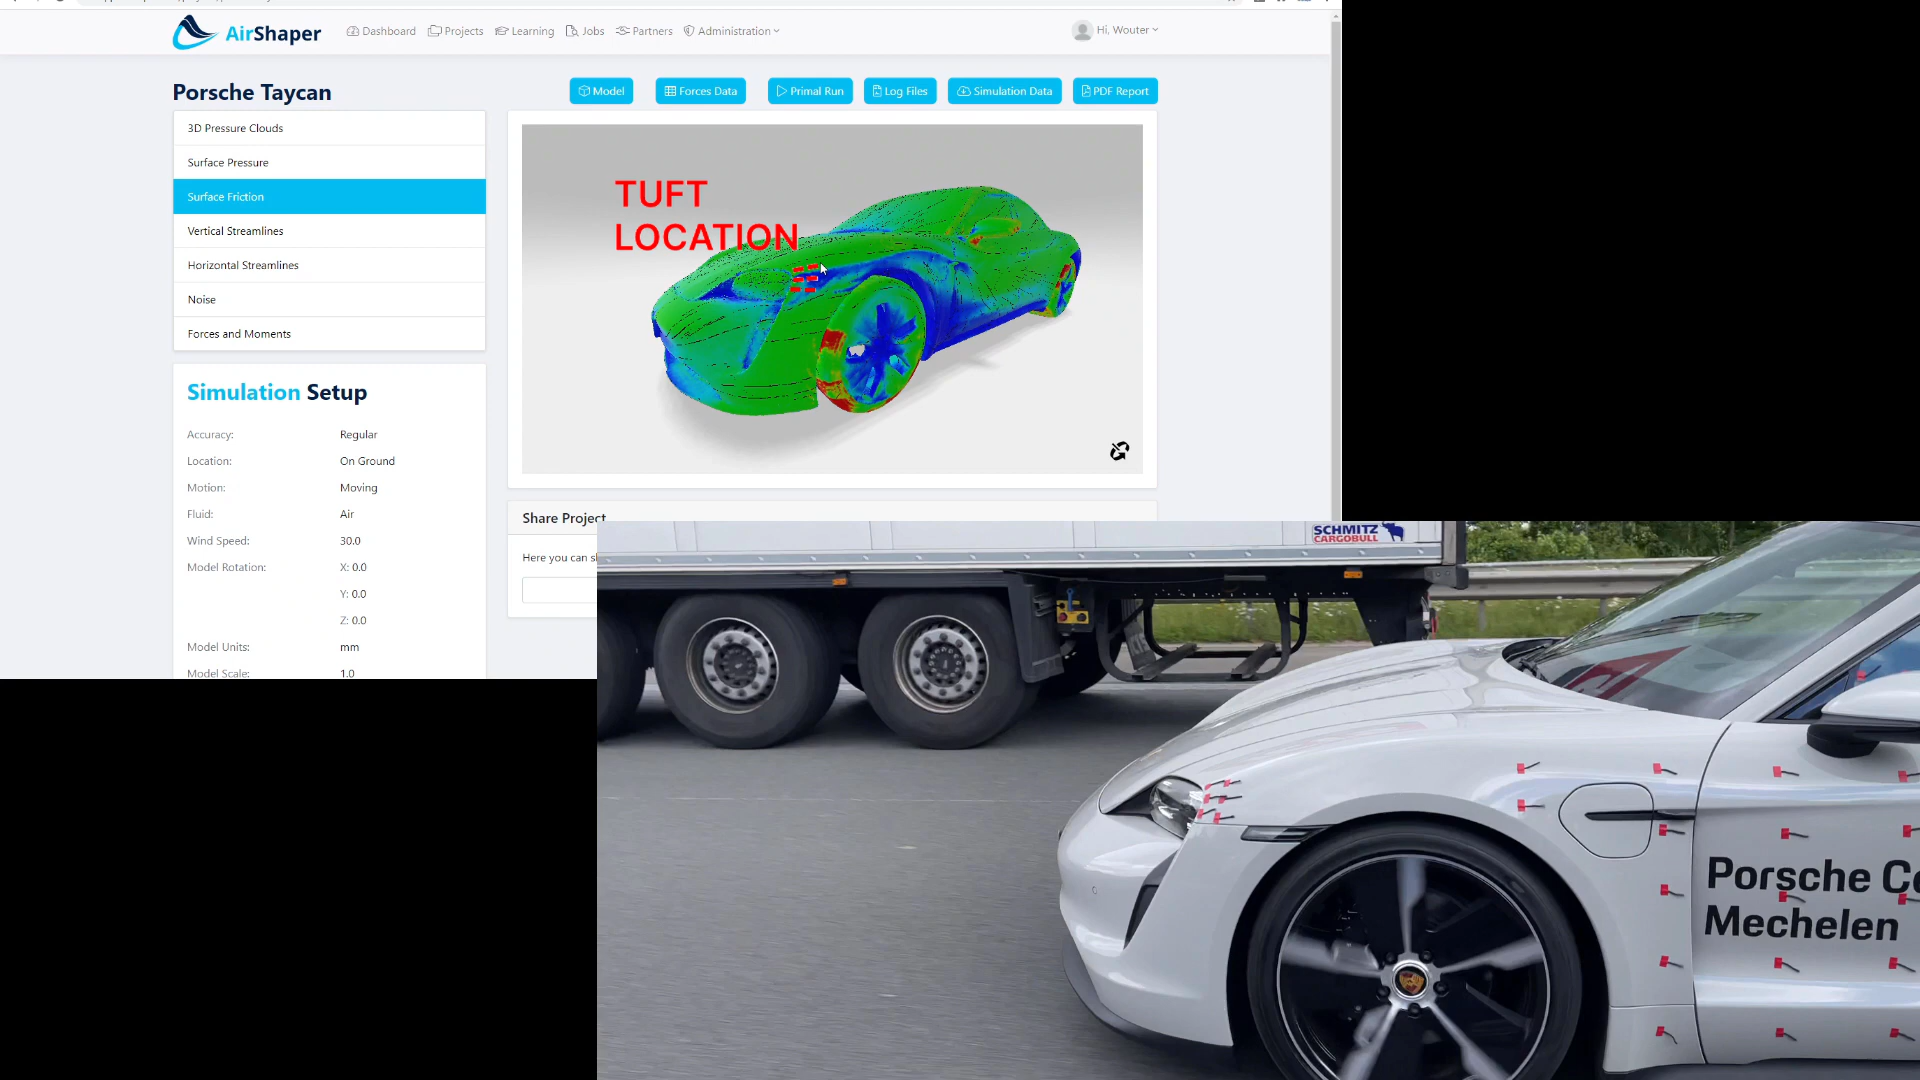 AirShaper
Dashboard
Projects
Learning
Jobs
Partners
Administration
Hi, Wouter
Porsche Taycan
Model
Forces Data
Primal Run
Log Files
Simulation Data
PDF Report
3D Pressure Clouds
Surface Pressure
Surface Friction
Vertical Streamlines
Horizontal Streamlines
Noise
Forces and Moments
TUFT
LOCATION
Simulation Setup
Accuracy: Regular
Location: On Ground
Motion: Moving
Fluid: Air
Wind Speed: 30.0
Model Rotation: X: 0.0
Y: 0.0
Z: 0.0
Model Units: mm
Model Scale: 1.0
Share Project
Here you can
SCHMITZ
CARGOBULL
Porsche
Mechelen